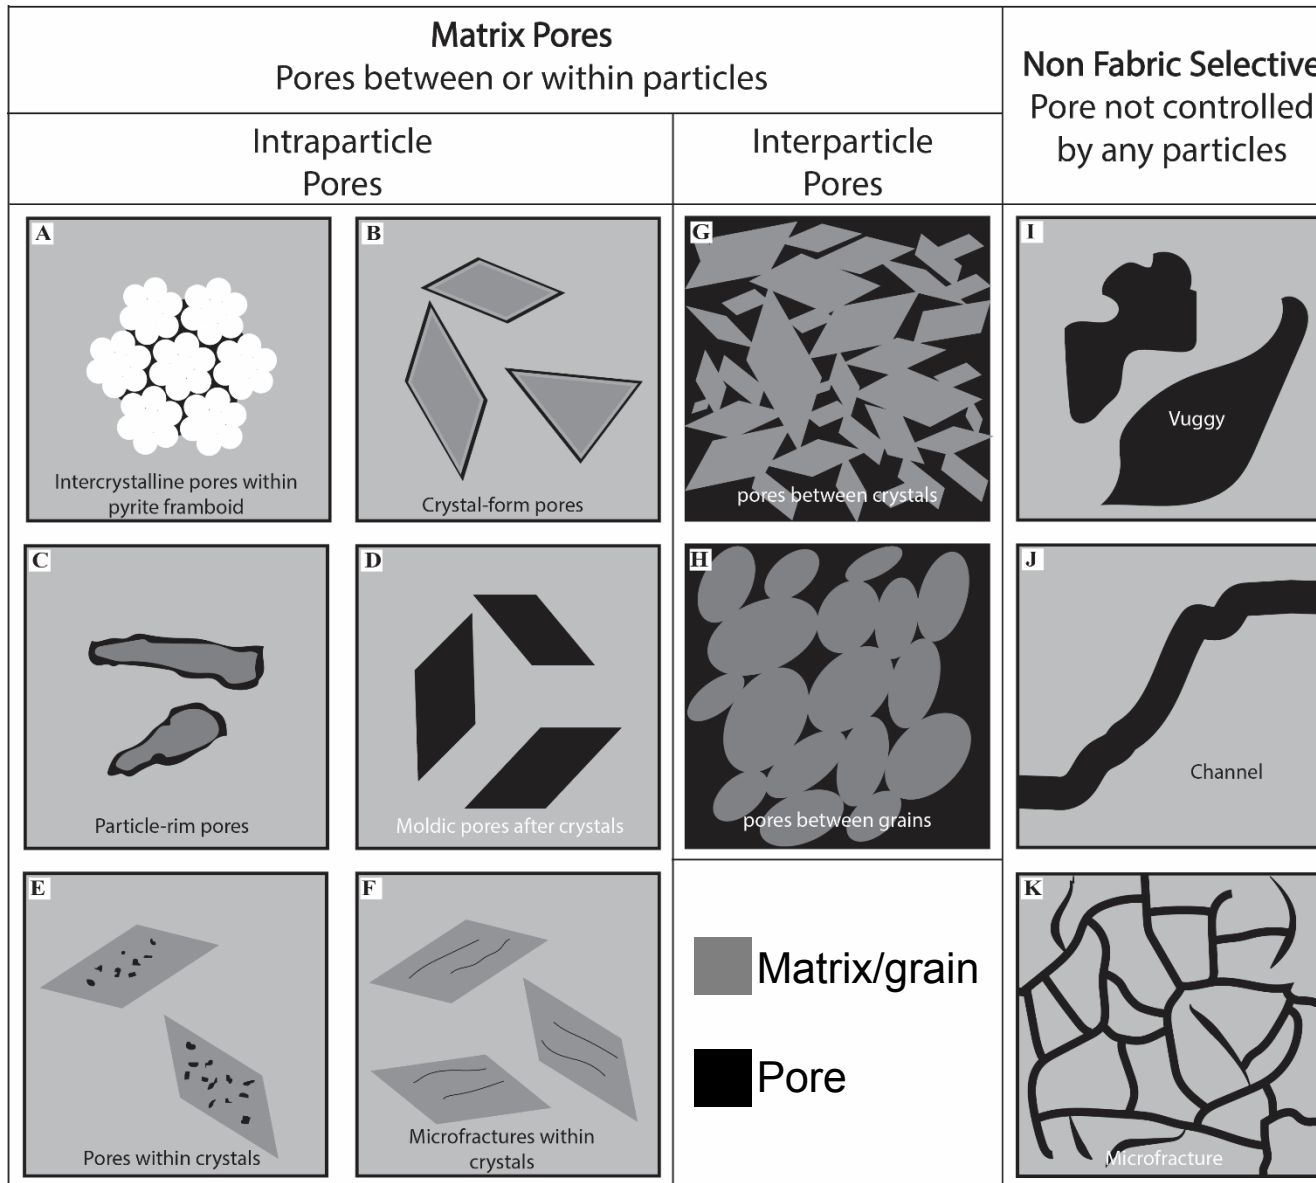 Matrix Pores
Pores between or within particles
Non Fabric Selective
Pore not controlled
by any particles
Intraparticle
Pores
Interparticle
Pores
A
Intercrystalline pores within
pyrite framboid
B
Crystal-form pores
G
pores between crystals
I
Vuggy
C
Particle-rim pores
D
Moldic pores after crystals
H
pores between grains
J
Channel
E
Pores within crystals
F
Microfractures within
crystals
Matrix/grain
Pore
K
Microfracture